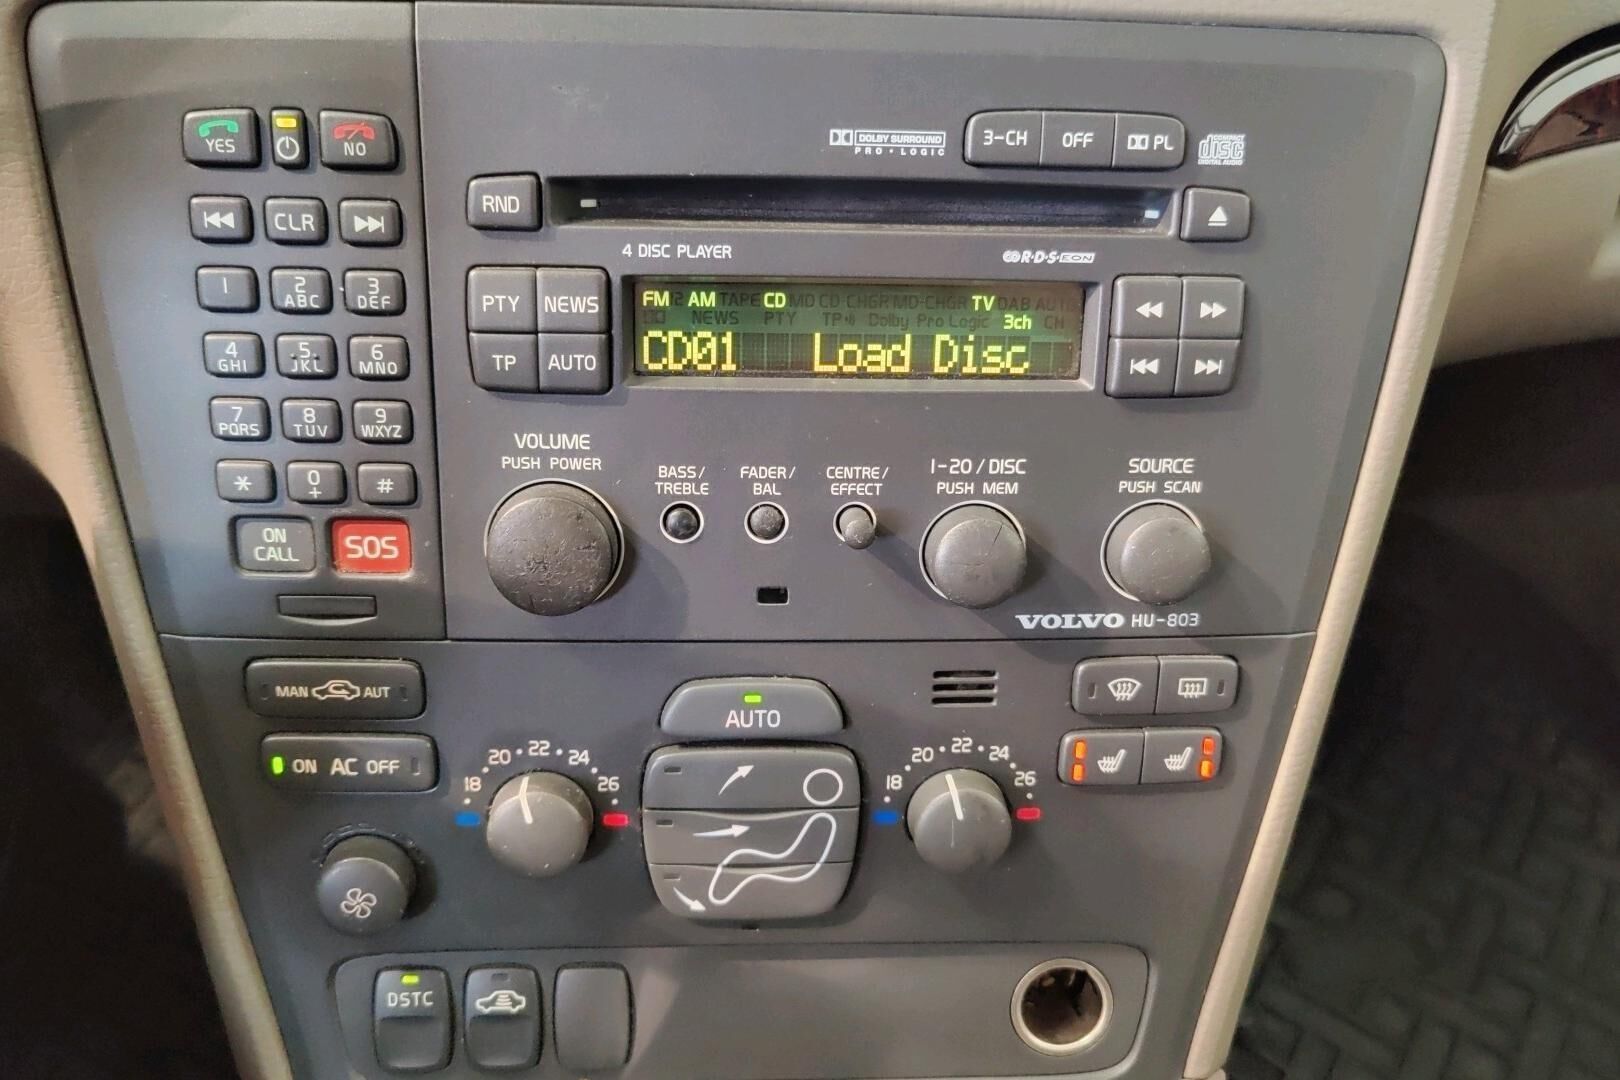 YES
NO
CLR
1
2
ABC
3
DEF
4
GHI
5
JKL
6
MNO
7
PQRS
8
TUV
9
WXYZ
*
0
+
#
ON
CALL
SOS
DOLBY SURROUND
PRO·LOGIC
3-CH OFF PL
COMPACT
disc
DIGITAL AUDIO
RND
4 DISC PLAYER
R·D·S·EON
PTY NEWS
TP AUTO
FM 2 AM TAPE CD MD CD CHGR MD-CHGR TV DAB AUTO
NEWS PTY TP Dolby Pro Logic 3ch CH
CD01 Load Disc
VOLUME
PUSH POWER
BASS/
TREBLE
FADER/
BAL
CENTRE/
EFFECT
1-20/DISC
PUSH MEM
SOURCE
PUSH SCAN
VOLVO HU-803
MAN AUT
ON AC OFF
AUTO
18 20 22 24 26
18 20 22 24 26
DSTC